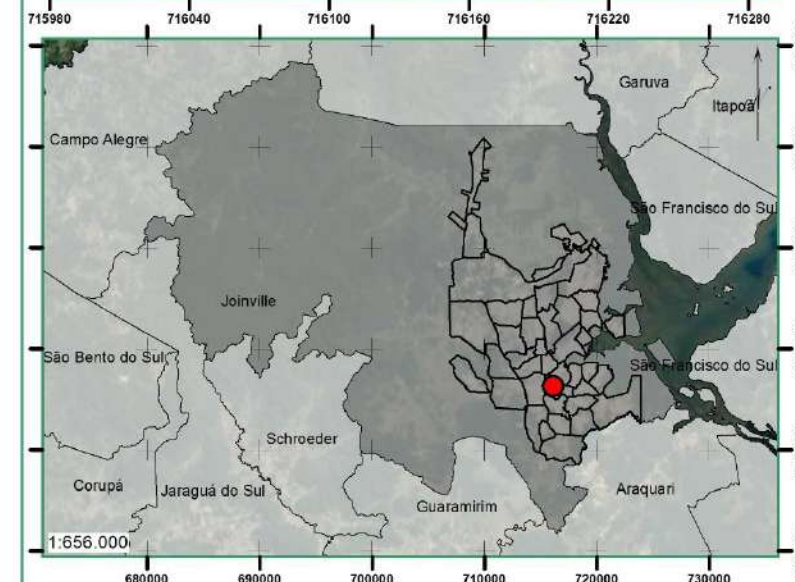 715980 716040 716100 716160 716220 716280
Garuva
Itapoá
Campo Alegre
São Francisco do Sul
Joinville
São Bento do Sul
São Francisco do Sul
Schroeder
Corupá
Jaraguá do Sul
Araquari
Guaramirim
1:656.000
680000 690000 700000 710000 720000 730000